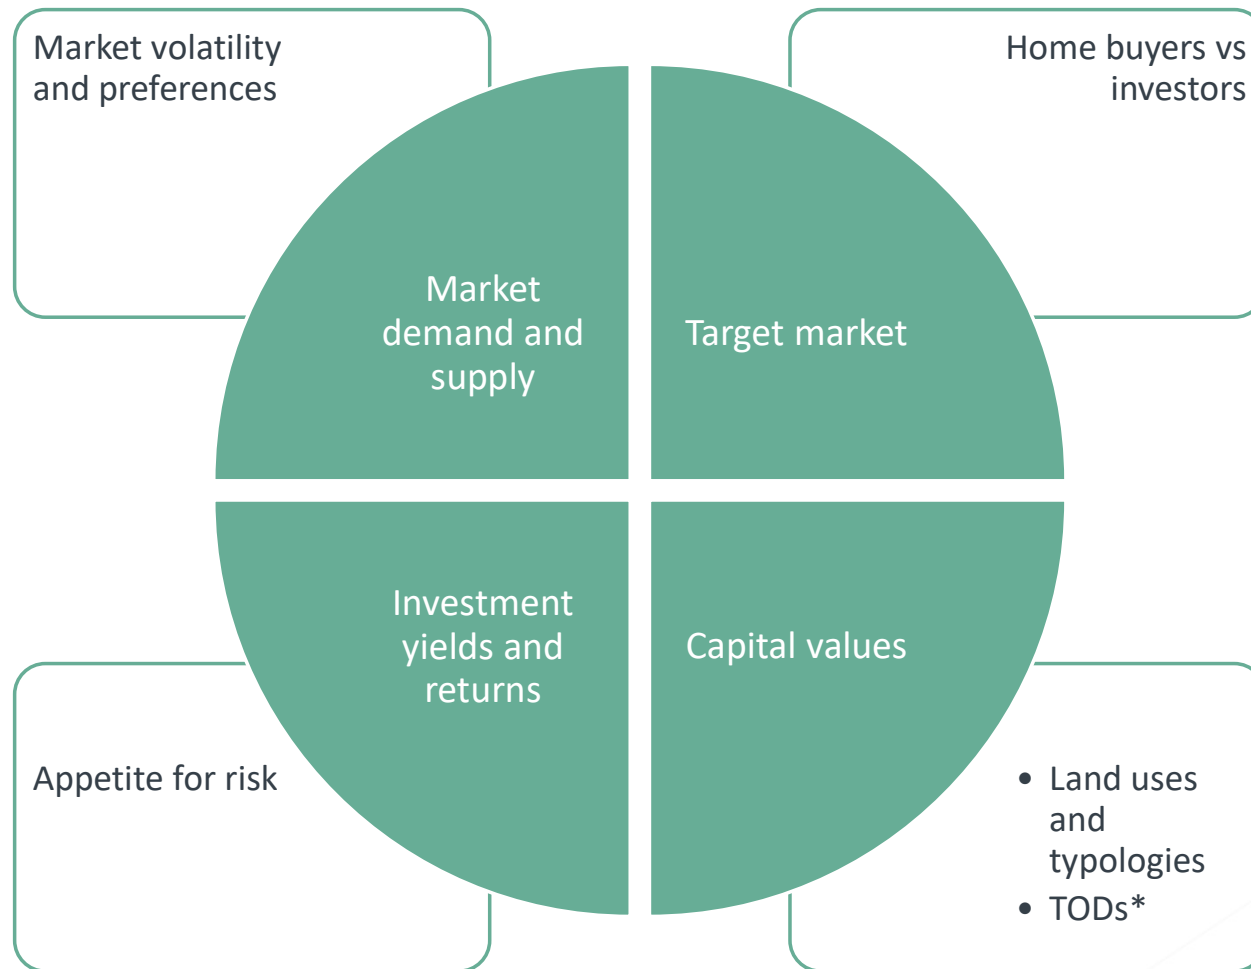 Market volatility
and preferences
Home buyers vs
investors
Market
demand and
supply
Target market
Investment
yields and
returns
Capital values
Appetite for risk
• Land uses
and
typologies
• TODs*